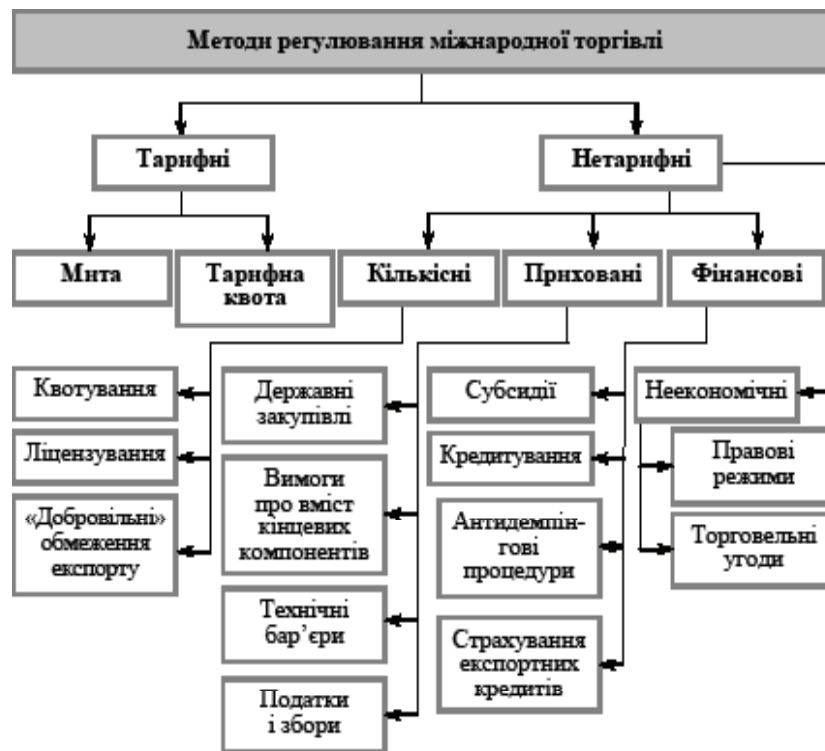 Методи регулювання міжнародної торгівлі
Тарифні
Нетарифні
Мита
Тарифна
квота
Кількісні
Приховані
Фінансові
Квотування
Ліцензування
«Добровільні»
обмеження
експорту
Державні
закупівлі
Вимоги
про вміст
кінцевих
компонентів
Технічні
бар’єри
Податки
і збори
Субсидії
Кредитування
Антидемпін-
гові
процедури
Страхування
експортних
кредитів
Неекономічні
Правові
режими
Торговельні
угоди